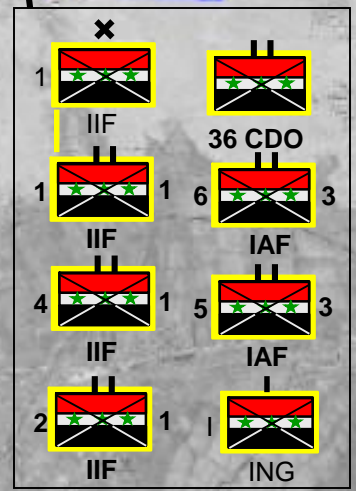 1
IIF
36 CDO
1 1
IIF
6 3
IAF
4 1
IIF
5 3
IAF
2 1
IIF
I
ING